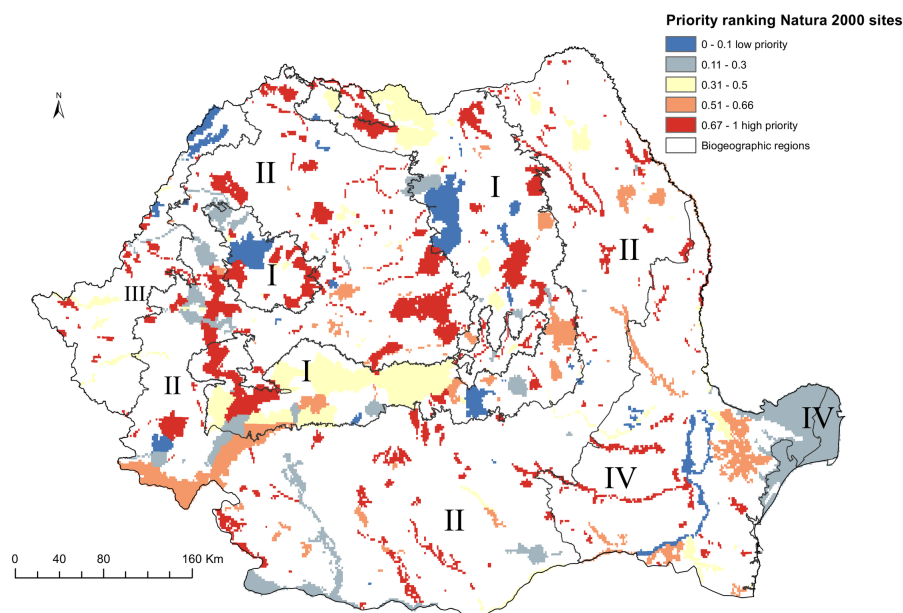 Priority ranking Natura 2000 sites
0 - 0.1 low priority
0.11 - 0.3
0.31 - 0.5
0.51 - 0.66
0.67 - 1 high priority
Biogeographic regions
N
II
I
II
I
III
I
II
IV
IV
II
0 40 80 160 Km